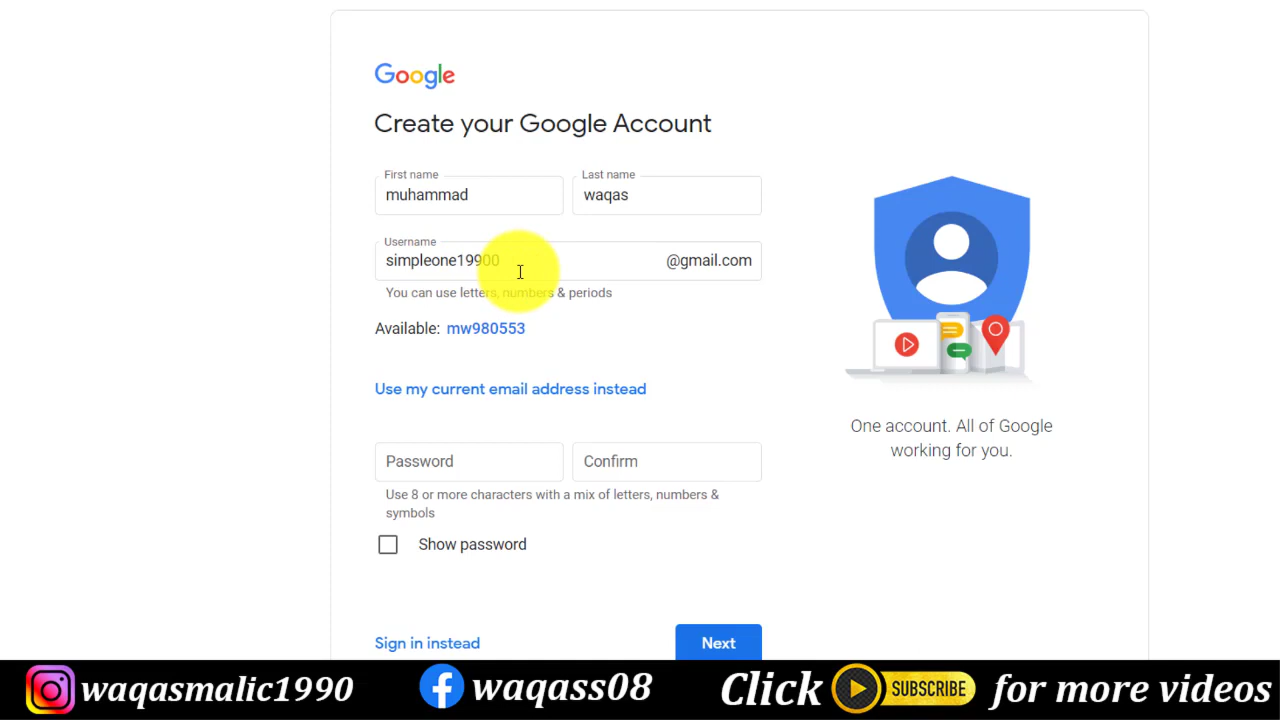 Google
Create your Google Account
First name
Last name
muhammad
waqas
Username
simpleone19900
@gmail.com
You can use letters, numbers & periods
Available: mw980553
Use my current email address instead
Password
Confirm
Use 8 or more characters with a mix of letters, numbers &
symbols
Show password
One account. All of Google
working for you.
Sign in instead
Next
waqasmalic1990
waqass08
Click SUBSCRIBE for more videos